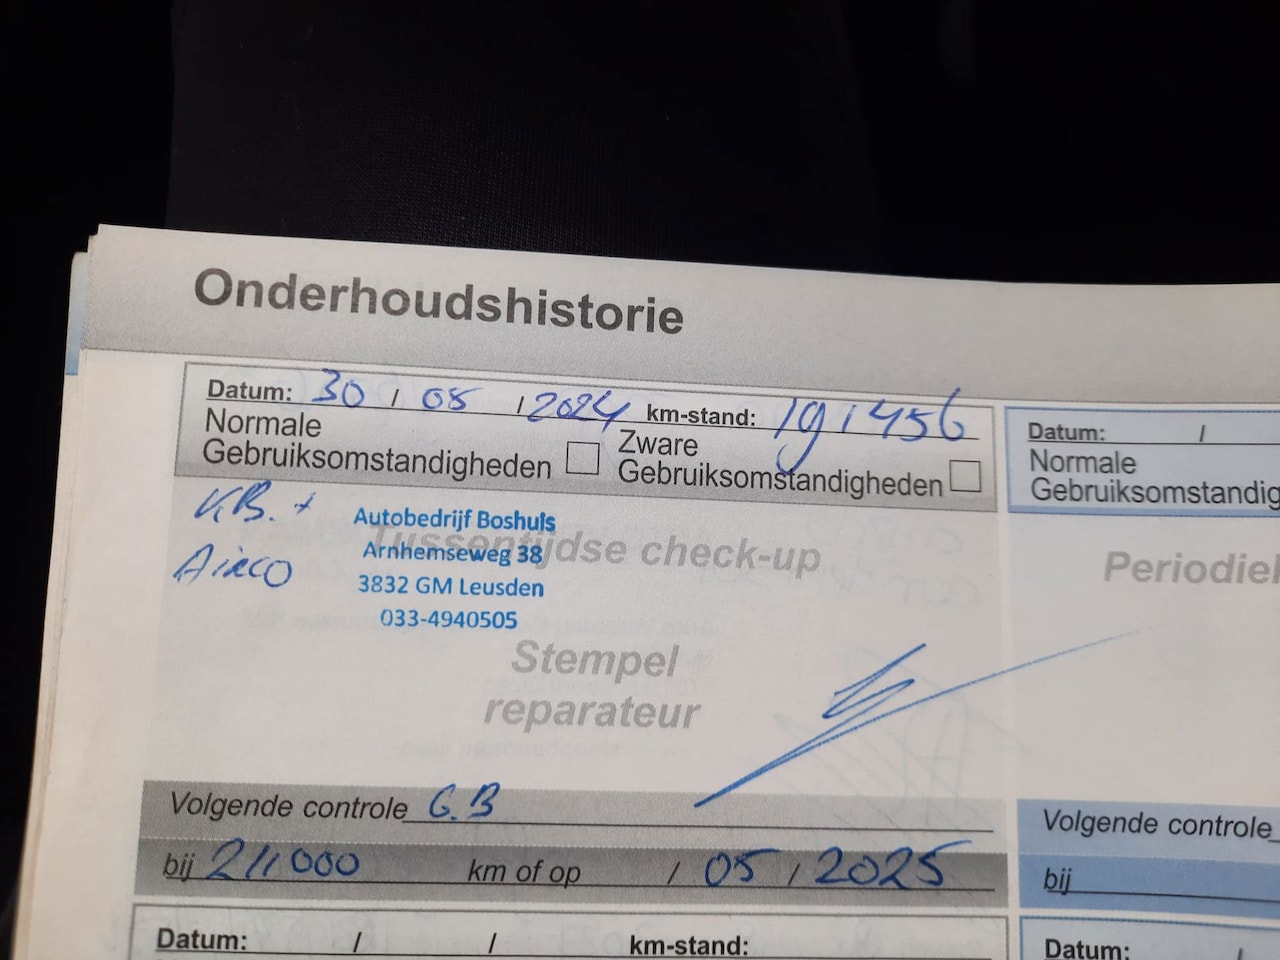 Onderhoudshistorie
Datum: 30 / 05 / 2024 km-stand: 191456
Normale Gebruiksomstandigheden
Zware Gebruiksomstandigheden
KB. +
Airco
Autobedrijf Boshuis
Arnhemseweg 38
3832 GM Leusden
033-4940505
Tussentijdse check-up
Stempel
reparateur
Volgende controle G.B
bij 211000 km of op / 05 / 2025
Datum: / / km-stand:
Datum: /
Normale
Gebruiksomstandig
Periodiek
Volgende controle
bij
Datum: /